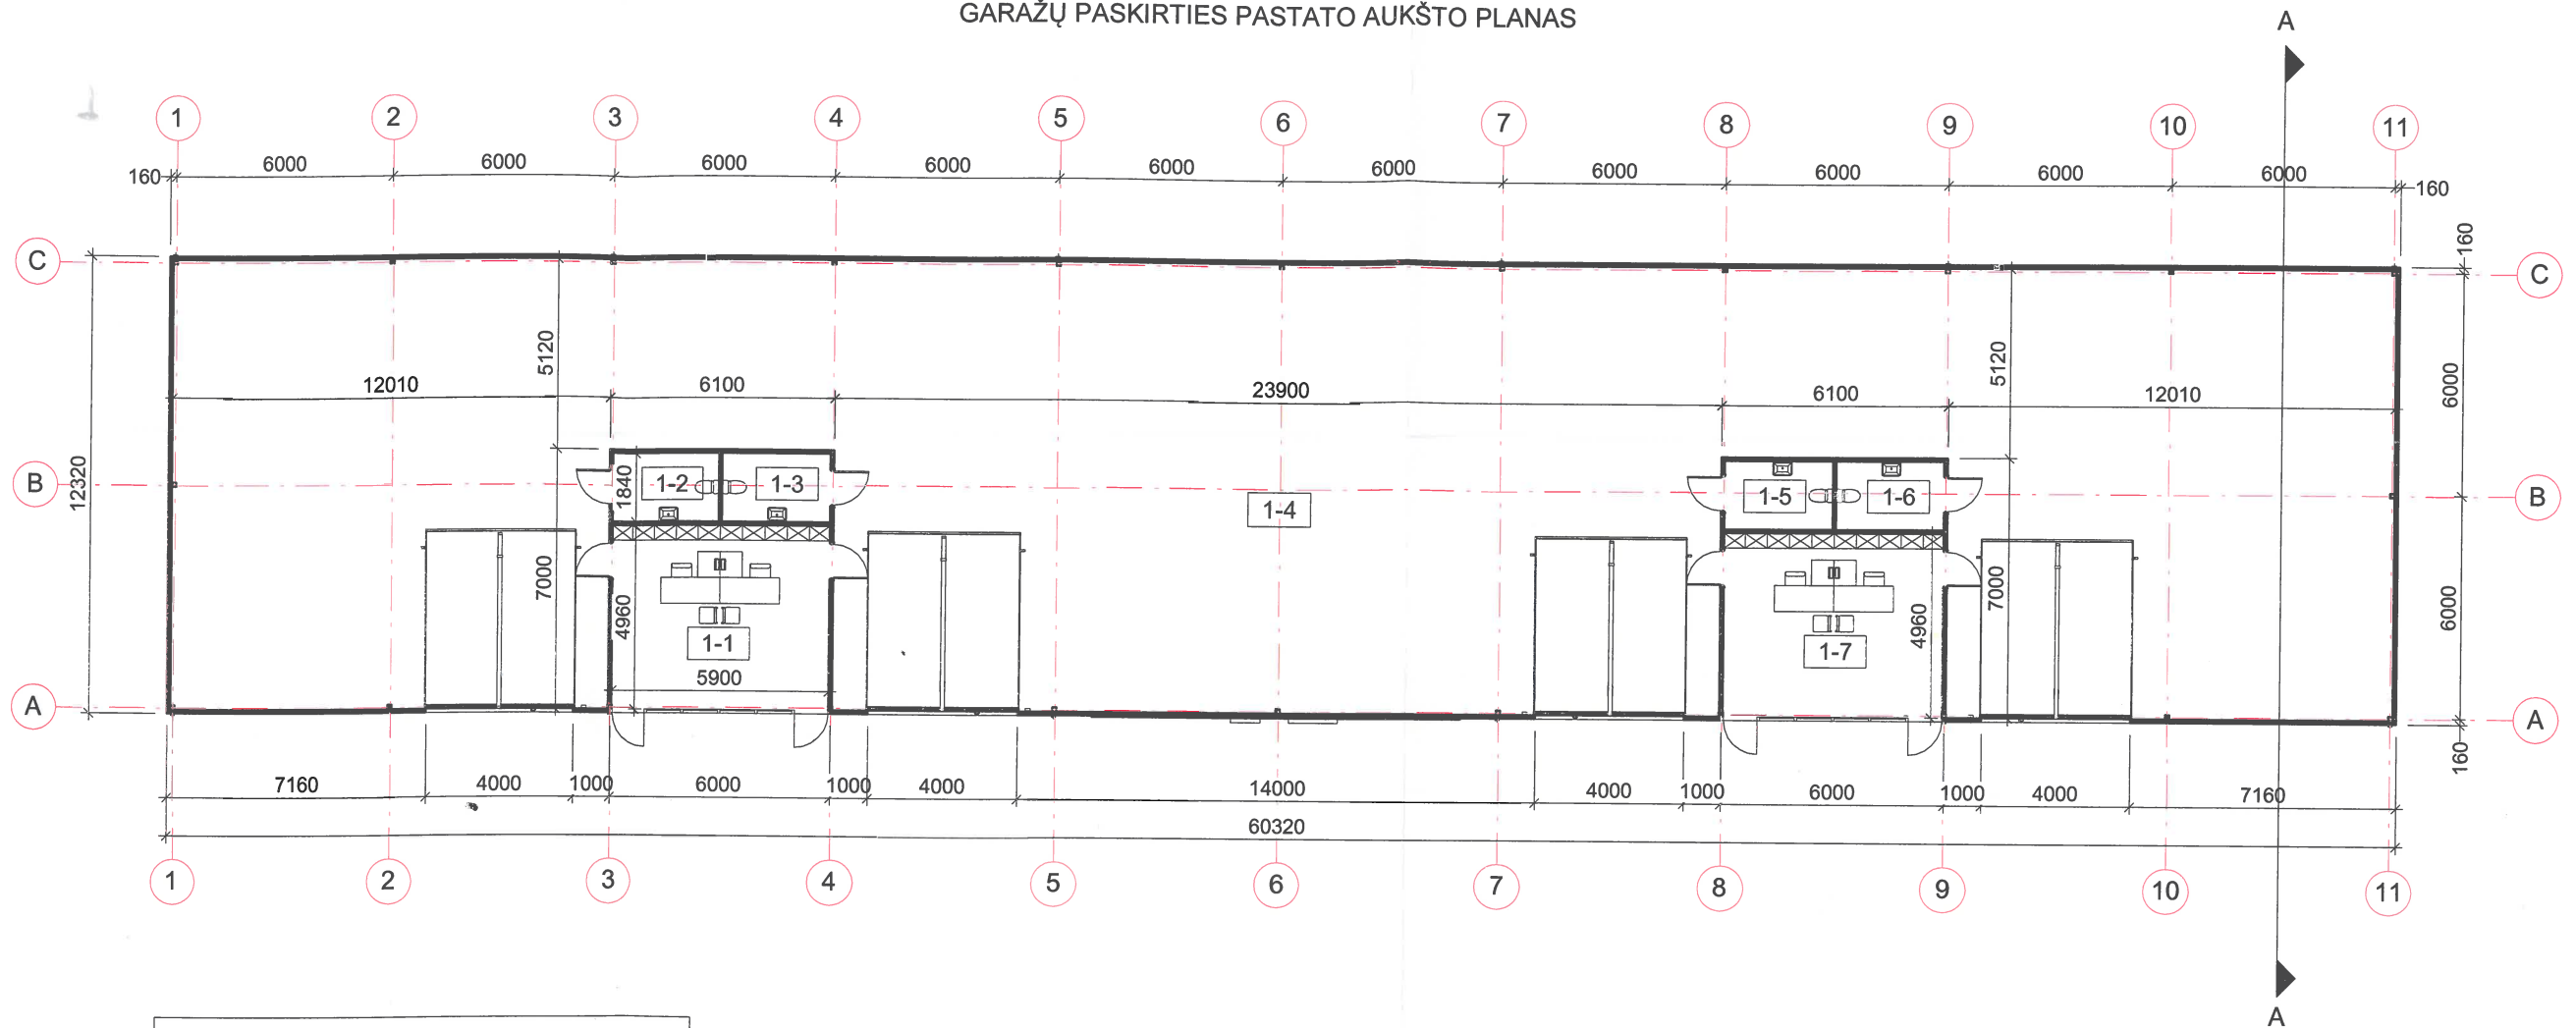 GARAŽŲ PASKIRTIES PASTATO AUKŠTO PLANAS
A
1 2 3 4 5 6 7 8 9 10 11
160 6000 6000 6000 6000 6000 6000 6000 6000 6000 6000 160
C C
160
5120 5120
12010 6100 23900 6100 12010
6000
12320
B B
1840
1-2 1-3 1-4 1-5 1-6
7000 7000
4960 4960
6000
1-1 1-7
5900
A A
160
7160 4000 1000 6000 1000 4000 14000 4000 1000 6000 1000 4000 7160
60320
1 2 3 4 5 6 7 8 9 10 11
A